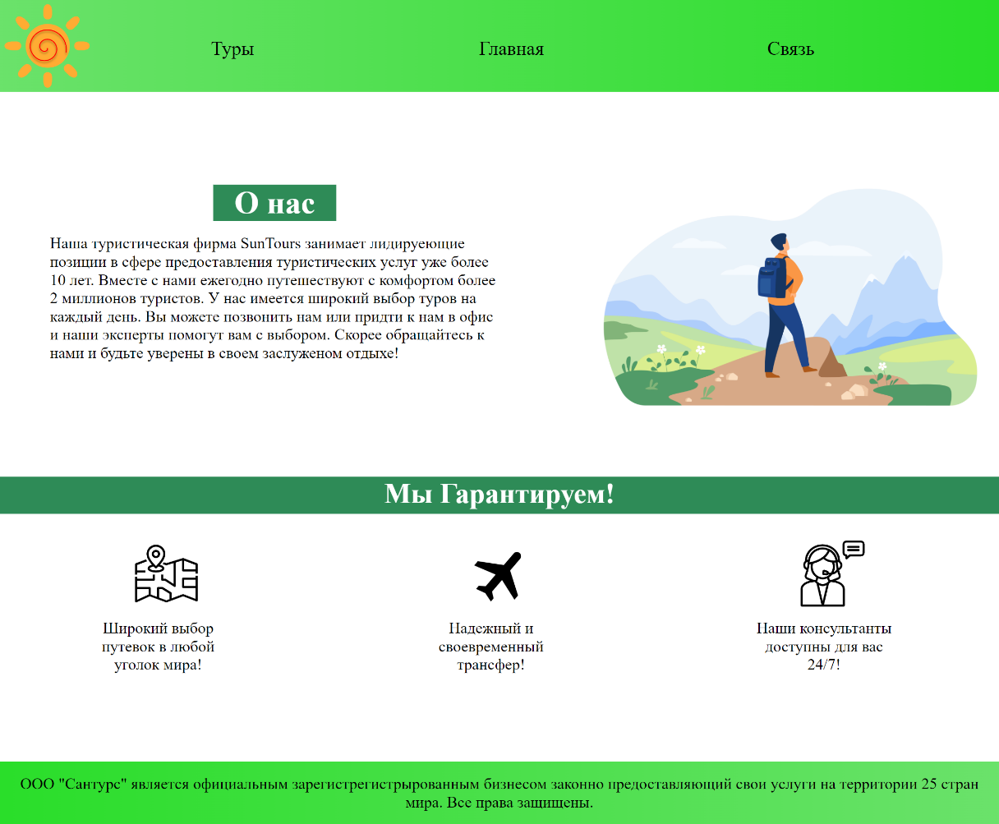 Туры Главная Связь
О нас
Наша туристическая фирма SunTours занимает лидируеющие
позиции в сфере предоставления туристических услуг уже более
10 лет. Вместе с нами ежегодно путешествуют с комфортом более
2 миллионов туристов. У нас имеется широкий выбор туров на
каждый день. Вы можете позвонить нам или придти к нам в офис
и наши эксперты помогут вам с выбором. Скорее обращайтесь к
нами и будьте уверены в своем заслуженом отдыхе!
Мы Гарантируем!
Широкий выбор
путевок в любой
уголок мира!
Надежный и
своевременный
трансфер!
Наши консультанты
доступны для вас
24/7!
ООО "Сантурс" является официальным зарегистрегистрированным бизнесом законно предоставляющий свои услуги на территории 25 стран
мира. Все права защищены.